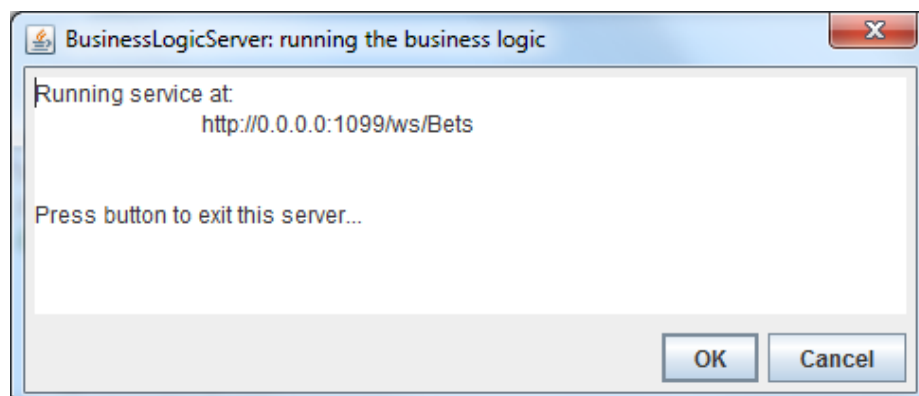 BusinessLogicServer: running the business logic
Running service at:
http://0.0.0.0:1099/ws/Bets
Press button to exit this server...
OK
Cancel